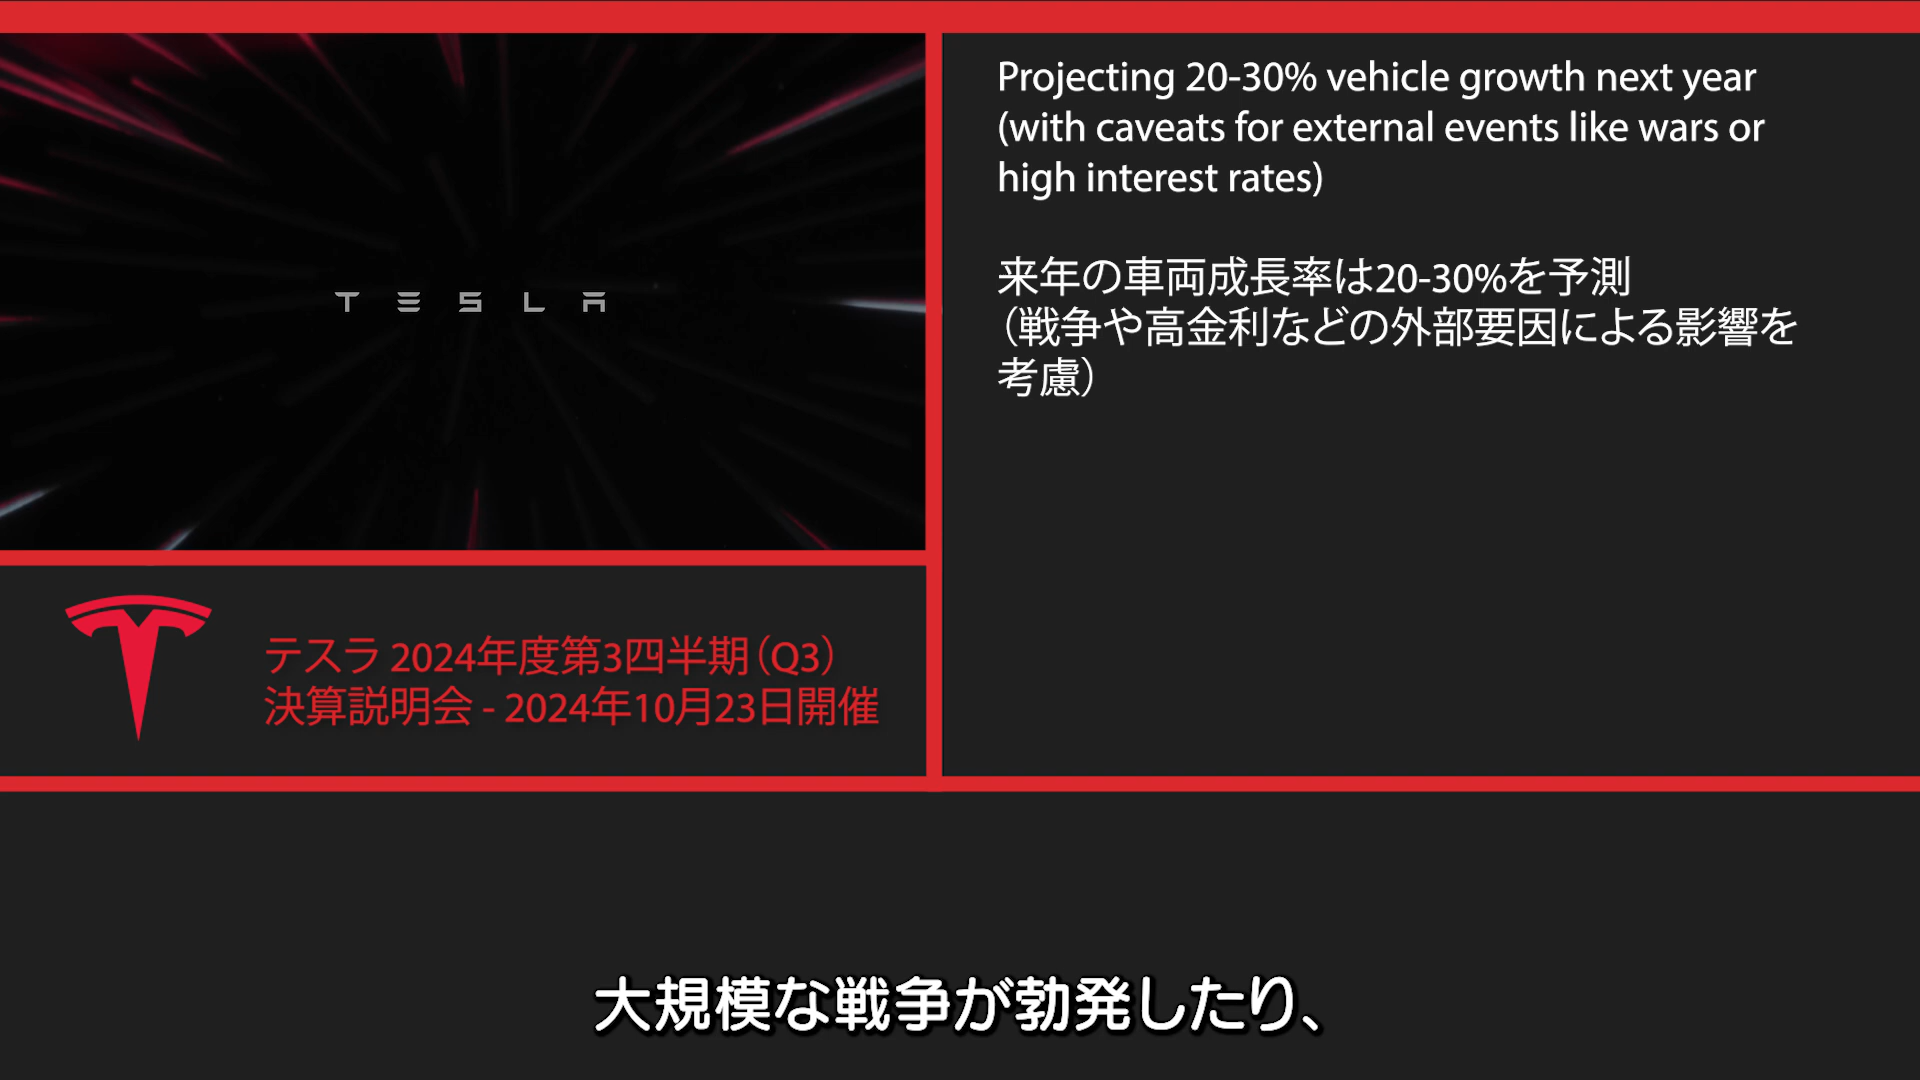 TESLA
Projecting 20-30% vehicle growth next year
(with caveats for external events like wars or
high interest rates)
来年の車両成長率は20-30%を予測
（戦争や高金利などの外部要因による影響を
考慮）
テスラ 2024年度第3四半期（Q3）
決算説明会 - 2024年10月23日開催
大規模な戦争が勃発したり、